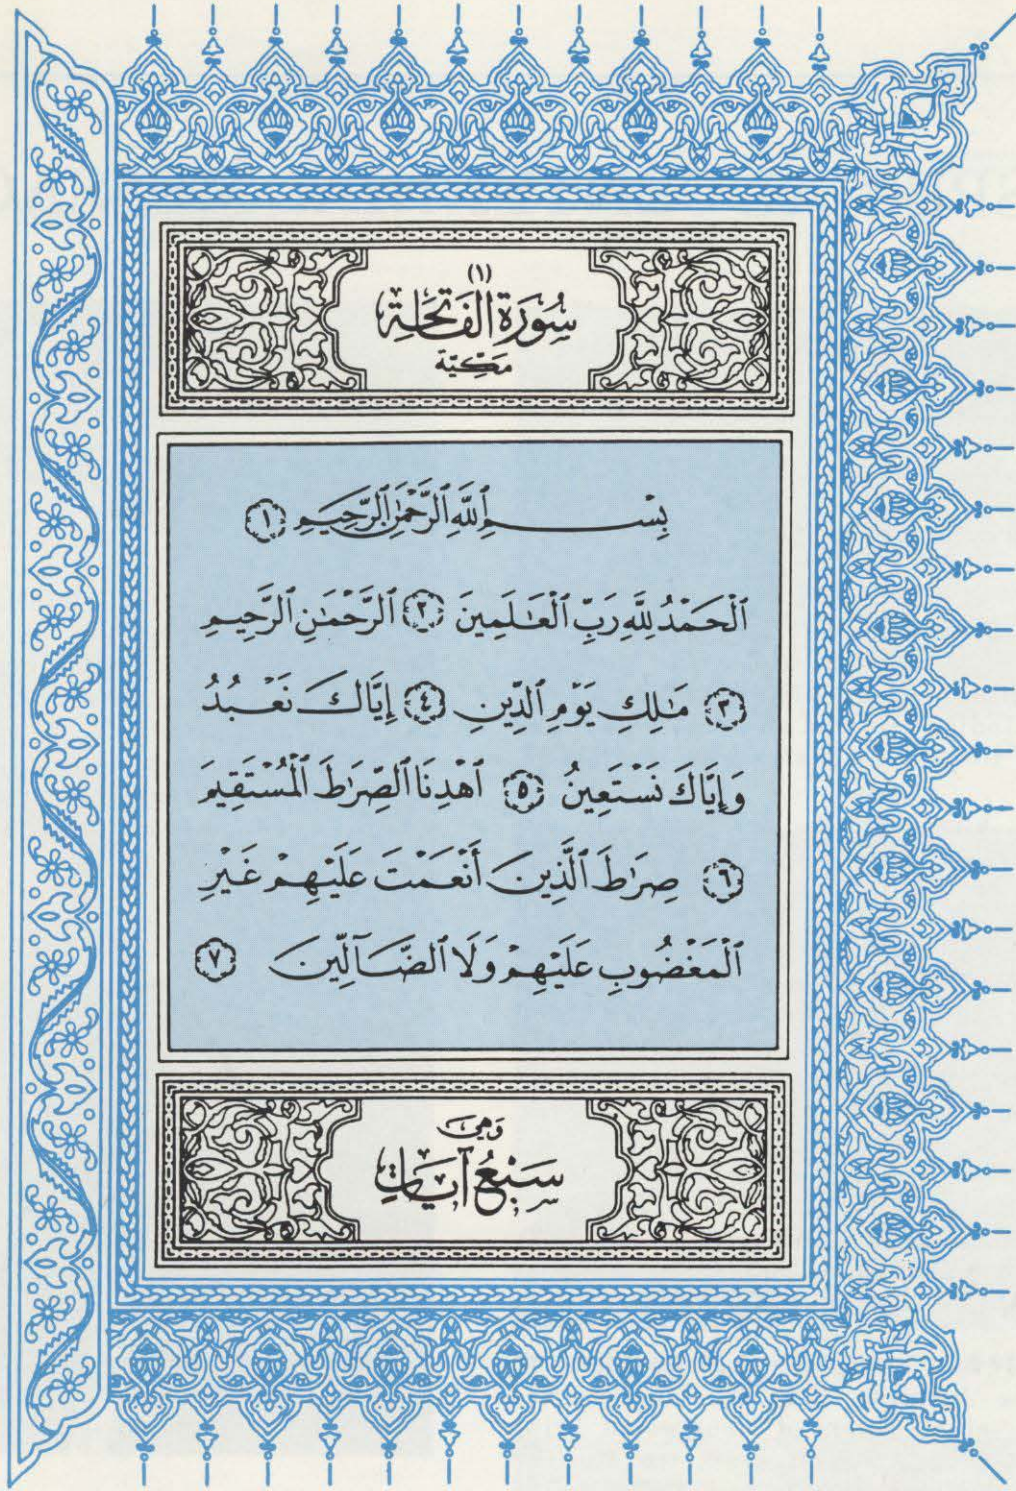 (١)
سُورَةُ الفَاتِحَةِ
مَكِّيَّة
بِسْمِ ٱللَّهِ ٱلرَّحْمَٰنِ ٱلرَّحِيمِ ١
ٱلْحَمْدُ لِلَّهِ رَبِّ ٱلْعَٰلَمِينَ ٢ ٱلرَّحْمَٰنِ ٱلرَّحِيمِ
٣ مَٰلِكِ يَوْمِ ٱلدِّينِ ٤ إِيَّاكَ نَعْبُدُ
وَإِيَّاكَ نَسْتَعِينُ ٥ ٱهْدِنَا ٱلصِّرَٰطَ ٱلْمُسْتَقِيمَ
٦ صِرَٰطَ ٱلَّذِينَ أَنْعَمْتَ عَلَيْهِمْ غَيْرِ
ٱلْمَغْضُوبِ عَلَيْهِمْ وَلَا ٱلضَّآلِّينَ ٧
وَهِيَ
سَبْعُ آيَاتٍ